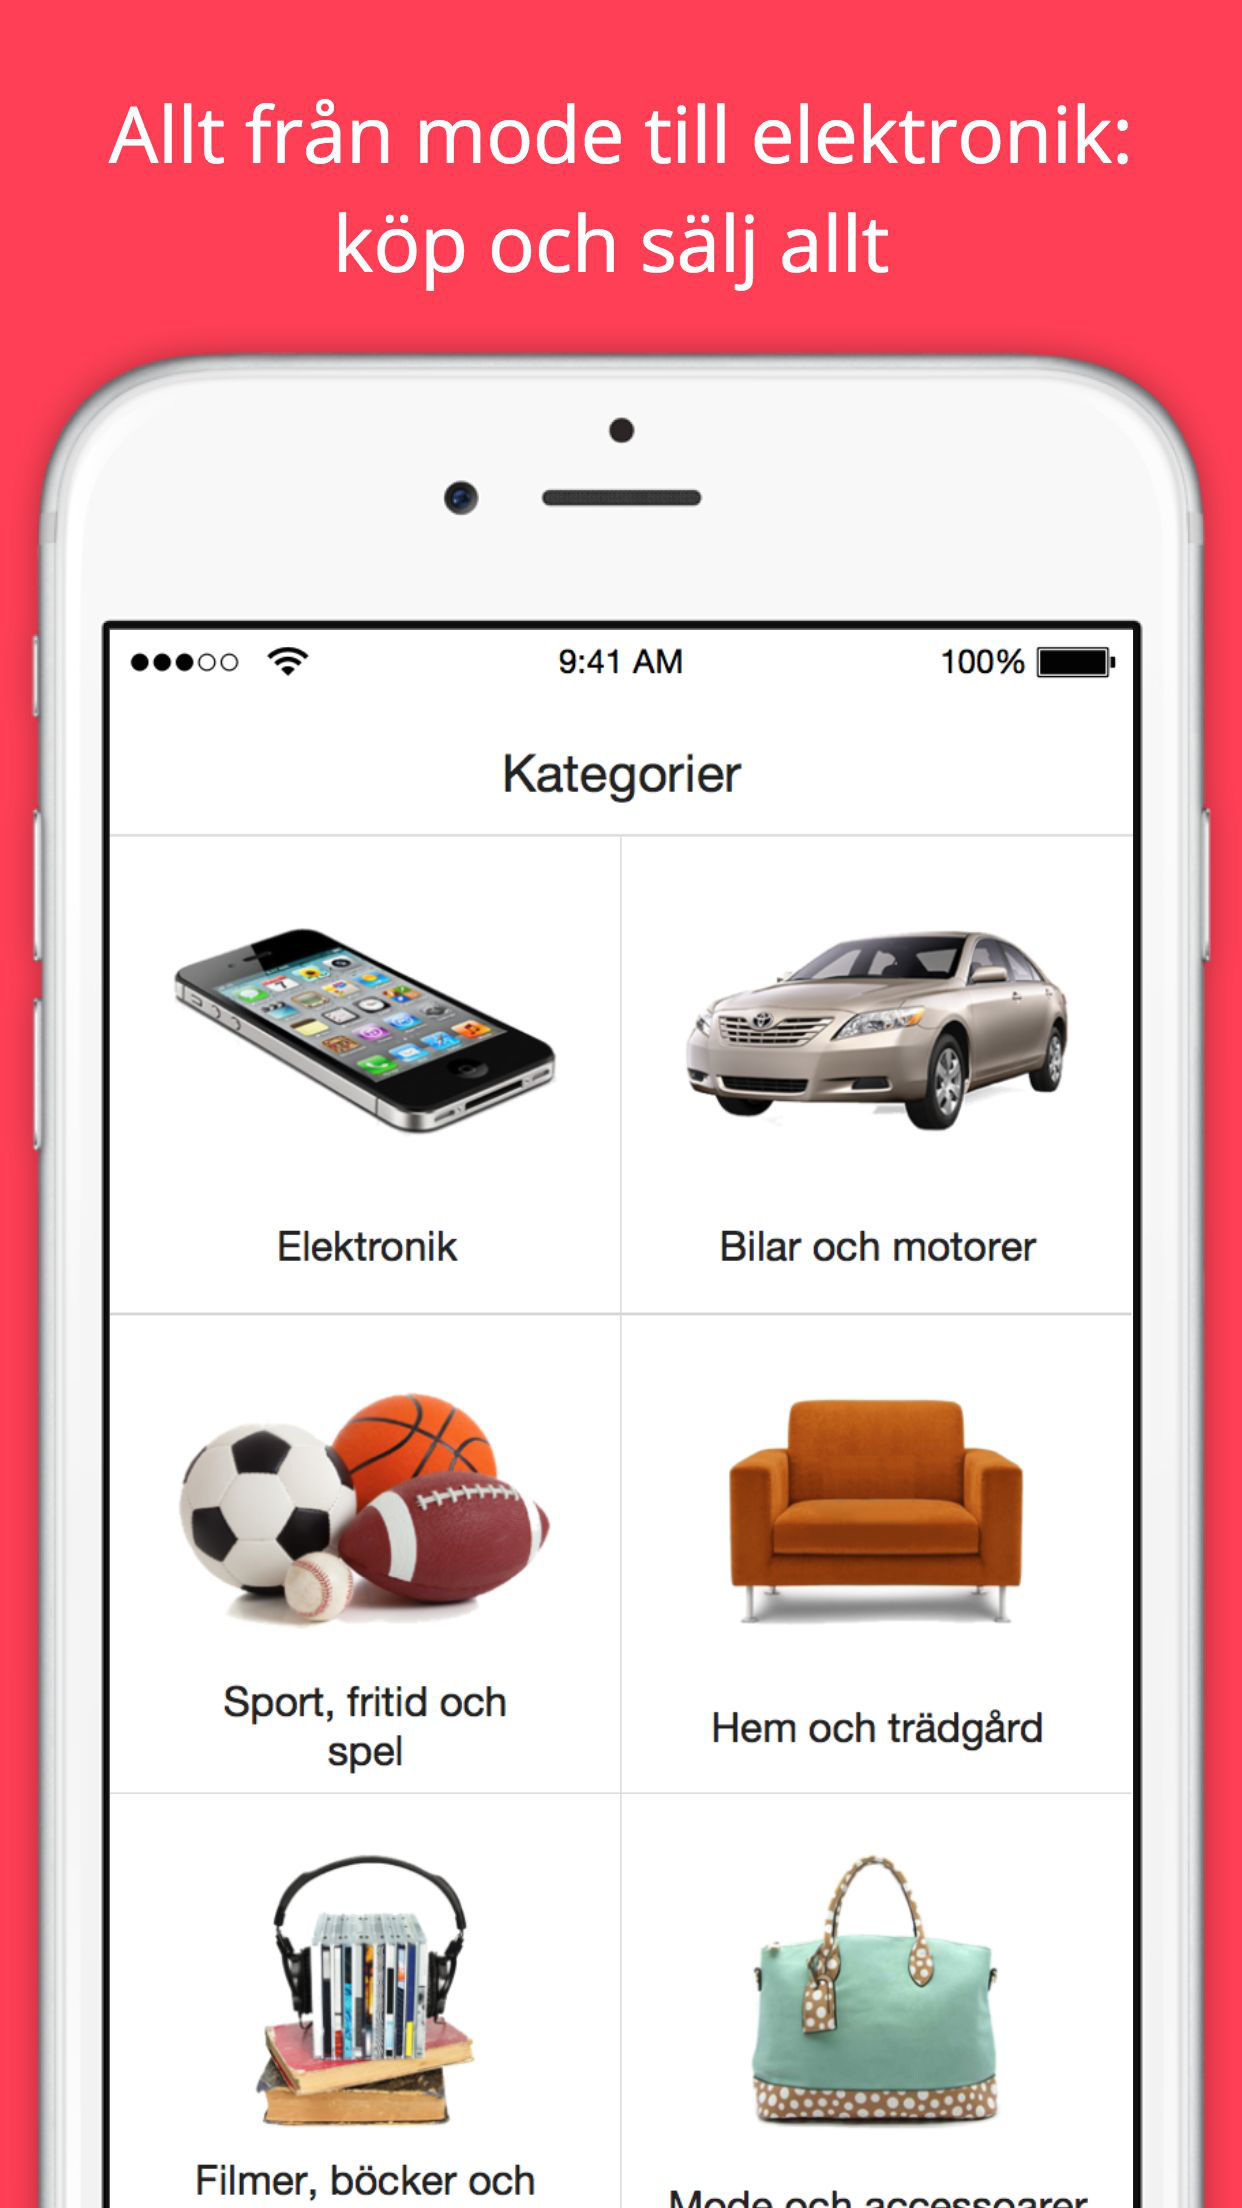 Allt från mode till elektronik:
köp och sälj allt
9:41 AM
100%
Kategorier
Elektronik
Bilar och motorer
Sport, fritid och
spel
Hem och trädgård
Filmer, böcker och
Mode och accessoarer